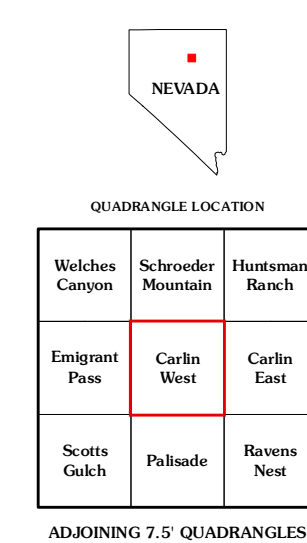 NEVADA
QUADRANGLE LOCATION
Welches
Canyon
Schroeder
Mountain
Huntsman
Ranch
Emigrant
Pass
Carlin
West
Carlin
East
Scotts
Gulch
Palisade
Ravens
Nest
ADJOINING 7.5' QUADRANGLES